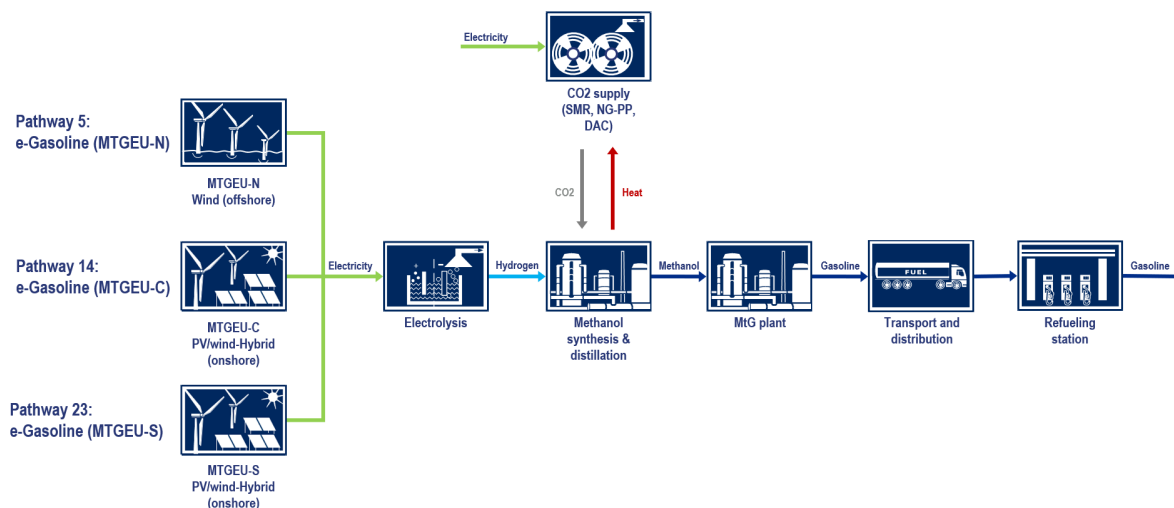 Electricity
CO2 supply
(SMR, NG-PP,
DAC)
Pathway 5:
e-Gasoline (MTGEU-N)
MTGEU-N
Wind (offshore)
CO2
Heat
Pathway 14:
e-Gasoline (MTGEU-C)
MTGEU-C
PV/wind-Hybrid
(onshore)
Electricity
Electrolysis
Hydrogen
Methanol
synthesis &
distillation
Methanol
MtG plant
Gasoline
FUEL
Transport and
distribution
Refueling
station
Gasoline
Pathway 23:
e-Gasoline (MTGEU-S)
MTGEU-S
PV/wind-Hybrid
(onshore)